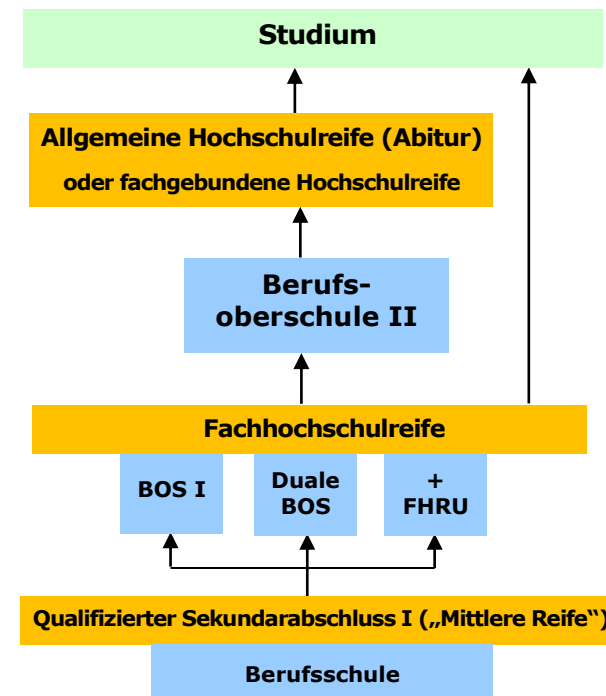 Studium
Allgemeine Hochschulreife (Abitur)
oder fachgebundene Hochschulreife
Berufs-
oberschule II
Fachhochschulreife
BOS I
Duale
BOS
+
FHRU
Qualifizierter Sekundarabschluss I („Mittlere Reife“)
Berufsschule